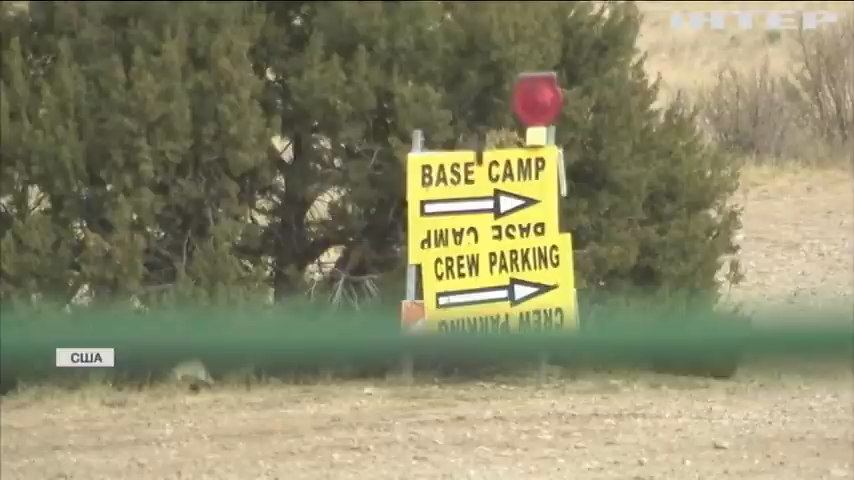 ІНТЕР
BASE CAMP
BASE CAMP
CREW PARKING
CREW PARKING
США